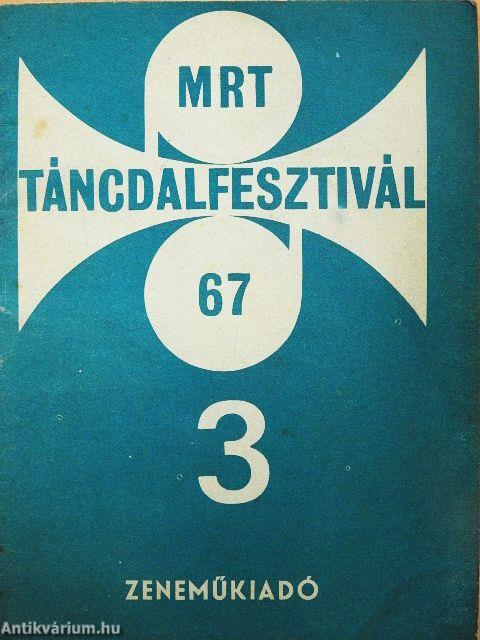 MRT
TÁNCDALFESZTIVÁL
67
3
ZENEMŰKIADÓ
Antikvárium.hu